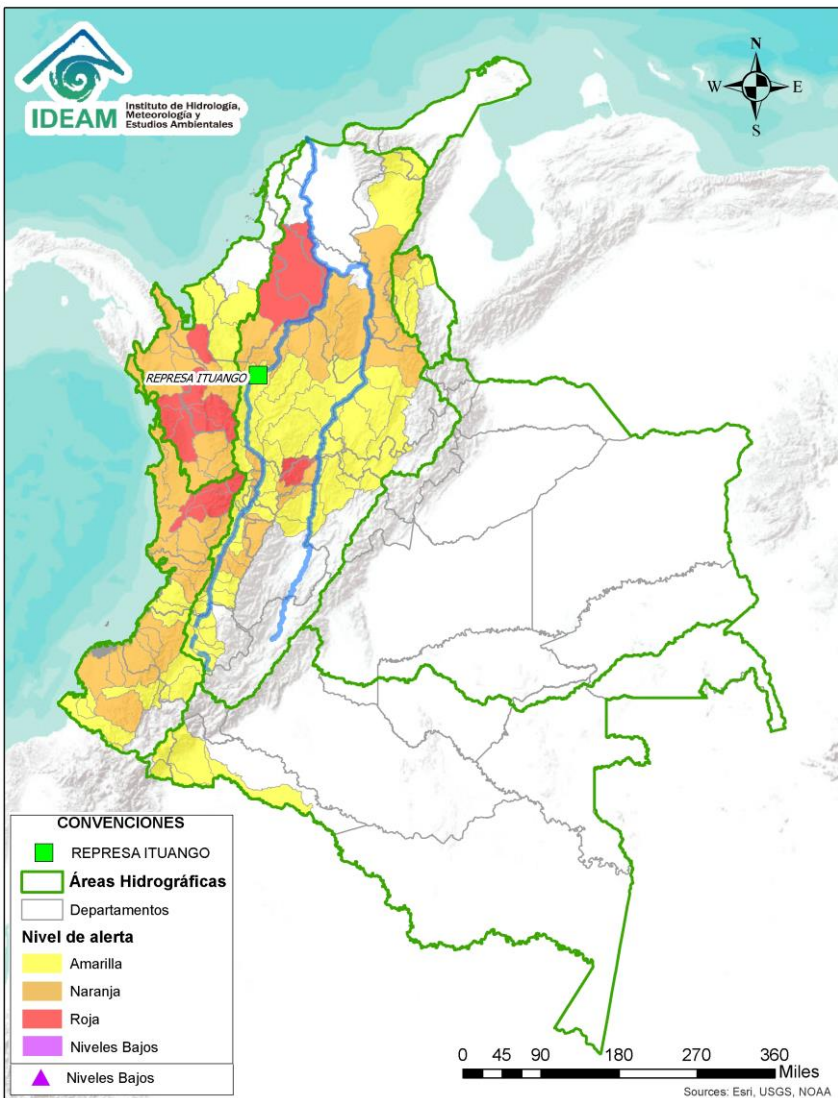 IDEAM
Instituto de Hidrología,
Meteorología y
Estudios Ambientales
N
W
E
S
REPRESA ITUANGO
CONVENCIONES
REPRESA ITUANGO
Áreas Hidrográficas
Departamentos
Nivel de alerta
Amarilla
Naranja
Roja
Niveles Bajos
Niveles Bajos
0 45 90 180 270 360
Miles
Sources: Esri, USGS, NOAA